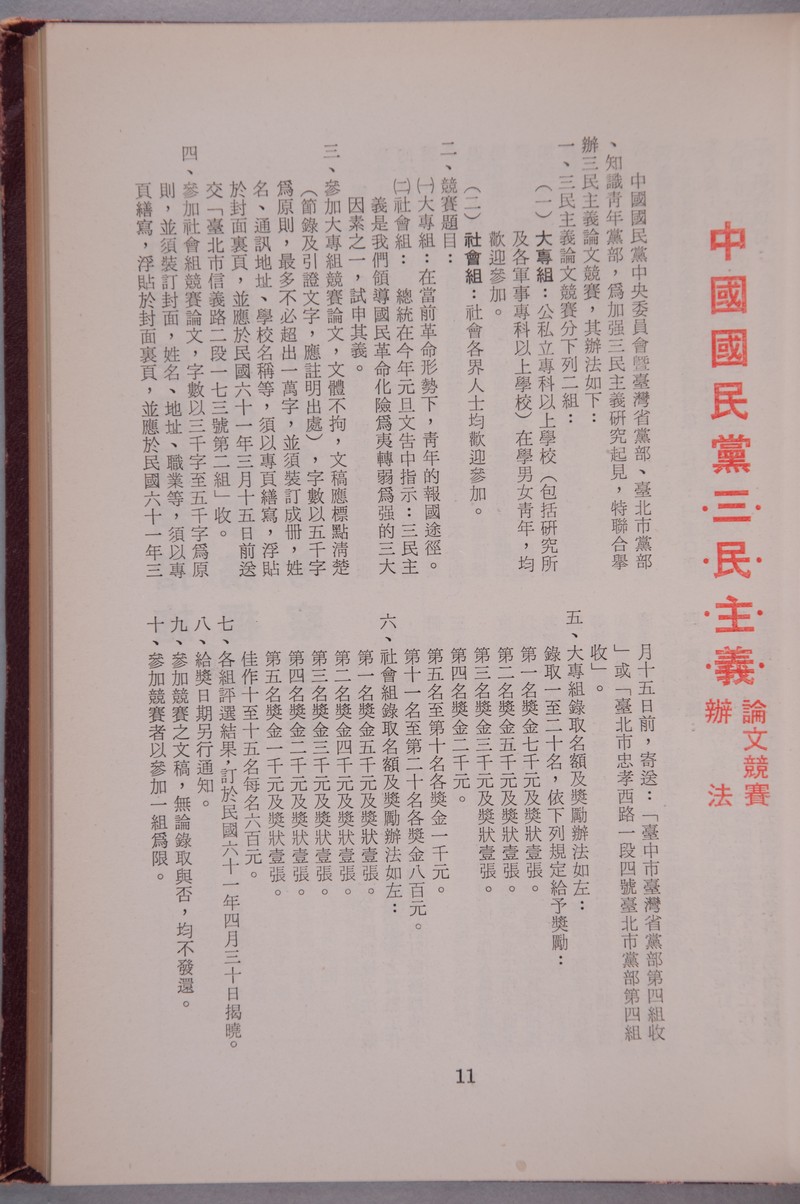 中國國民黨三民主義論文競賽
辦法
中國國民黨中央委員會暨臺灣省黨部、臺北市黨部
、知識青年黨部，爲加强三民主義硏究起見，特聯合舉
辦三民主義論文競賽，其辦法如下：
一、三民主義論文競賽分下列二組：
（一）大專組：公私立專科以上學校（包括硏究所
及各軍事專科以上學校）在學男女靑年，均
歡迎參加。
（二）社會組：社會各界人士均歡迎參加。
二、競賽題目：
㈠大專組：在當前革命形勢下，靑年的報國途徑。
㈡社會組：　總統在今年元旦文告中指示：三民主
義是我們領導國民革命化險爲夷轉弱爲强的三大
因素之一，試申其義。
三、參加大專組競賽論文，文體不拘，文稿應標點淸楚
（節錄及引證文字，應註明出處），字數以五千字
爲原則，最多不必超出一萬字，並須裝訂成冊，姓
名、通訊地址、學校名稱等，須以專頁繕寫，浮貼
於封面裏頁，並應於民國六十一年三月十五日前送
交「臺北市信義路二段一七三號第二組」收。
四、參加社會組競賽論文，字數以三千字至五千字爲原
則，並須裝訂封面，姓名、地址、職業等，須以專
頁繕寫，浮貼於封面裏頁，並應於民國六十一年三
月十五日前，寄送：「臺中市臺灣省黨部第四組收
」或「臺北市忠孝西路一段四號臺北市黨部第四組
收」。
五、大專組錄取名額及獎勵辦法如左：
錄取一至二十名，依下列規定給予獎勵：
第一名獎金七千元及獎狀壹張。
第二名獎金五千元及獎狀壹張。
第三名獎金三千元及獎狀壹張。
第四名獎金二千元。
第五名至第十名各獎金一千元。
第十一名至第二十名各獎金八百元。
六、社會組錄取名額及獎勵辦法如左：
第一名獎金五千元及獎狀壹張。
第二名獎金四千元及獎狀壹張。
第三名獎金三千元及獎狀壹張。
第四名獎金二千元及獎狀壹張。
第五名獎金一千元及獎狀壹張。
佳作十至十五名每名六百元。
七、各組評選結果，訂於民國六十一年四月三十日揭曉。
八、給獎日期另行通知。
九、參加競賽之文稿，無論錄取與否，均不發還。
十、參加競賽者以參加一組爲限。
11